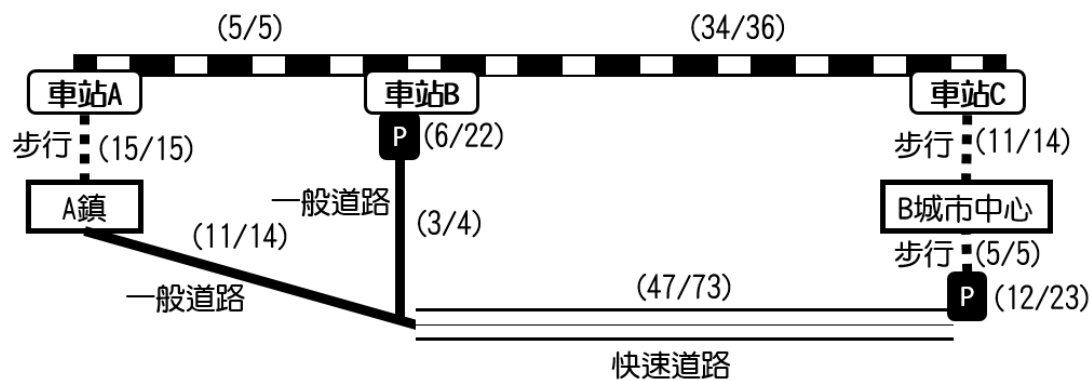 (5/5) (34/36)
車站A 車站B 車站C
步行 (15/15) P (6/22) 步行 (11/14)
A鎮 一般道路 B城市中心
(11/14) (3/4) 步行 (5/5)
一般道路 (47/73) P (12/23)
快速道路